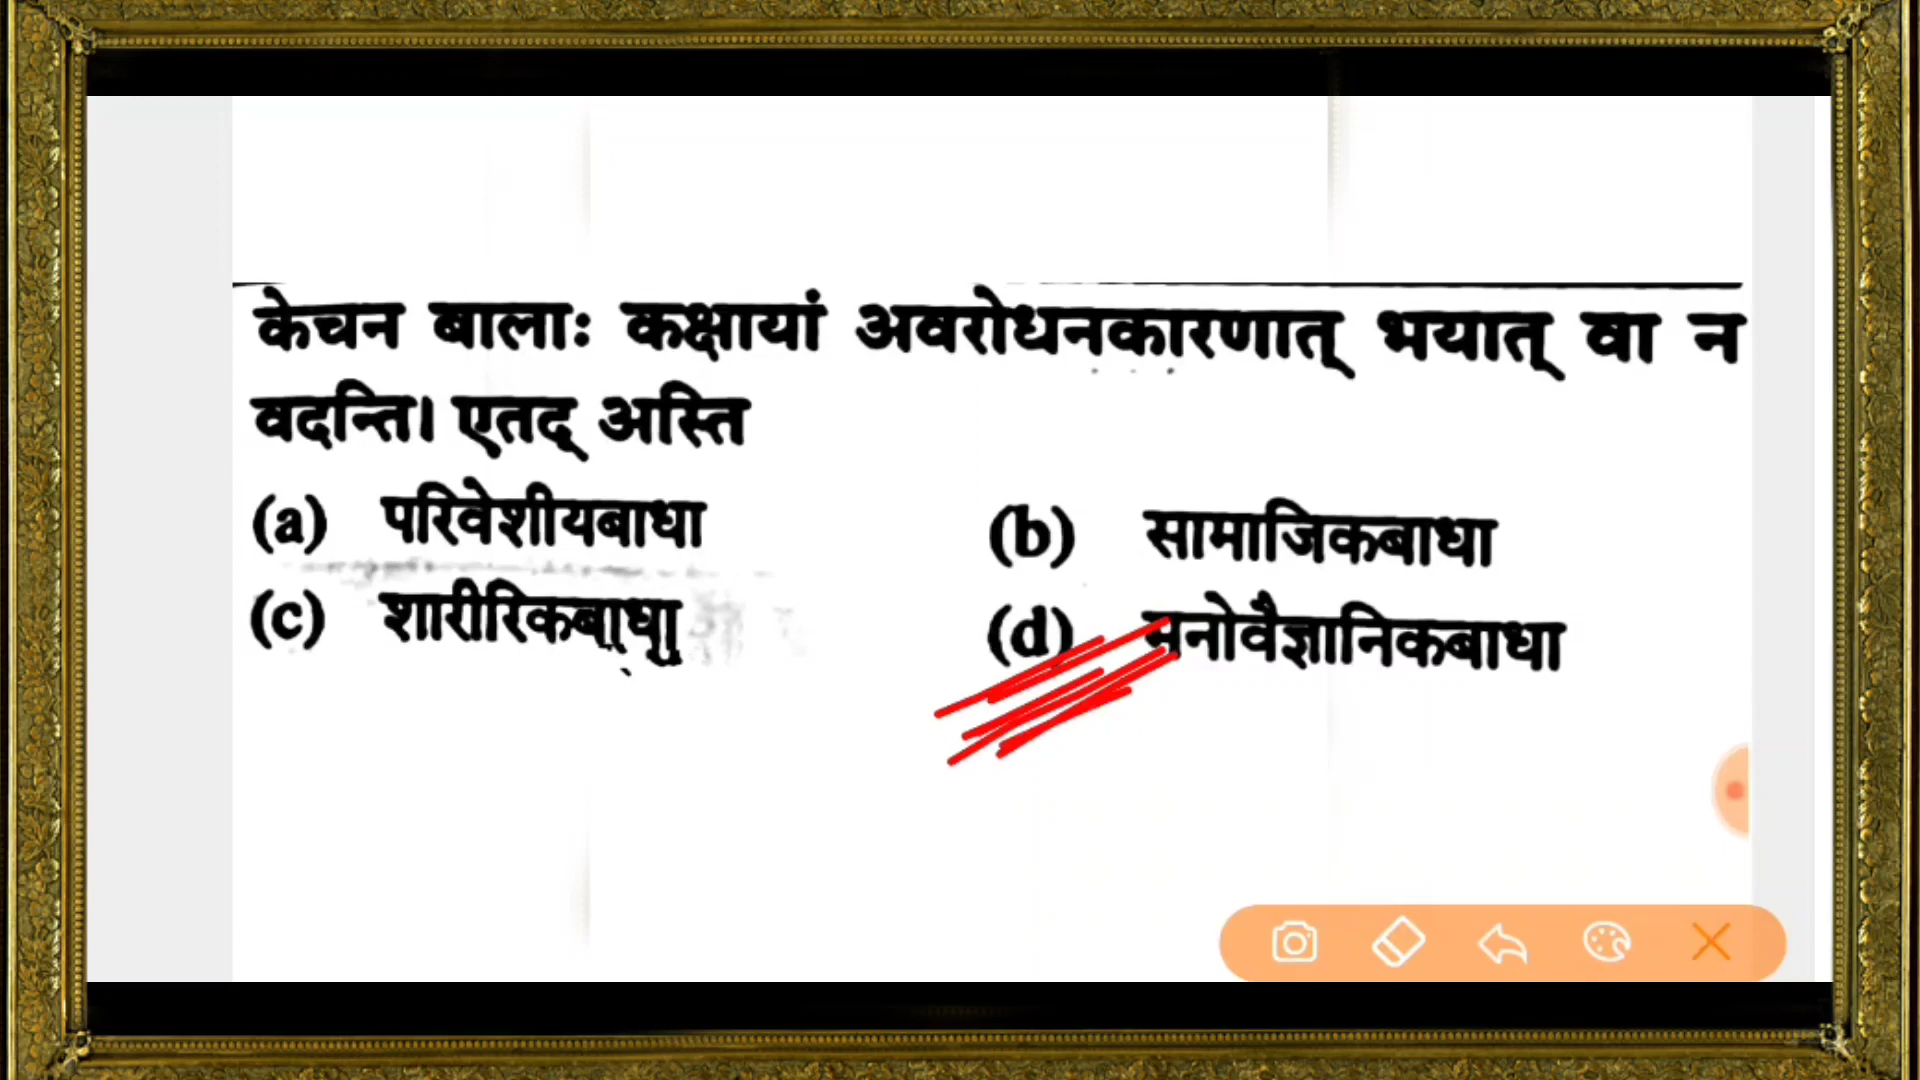 केचन बालाः कक्षायां अवरोधनकारणात् भयात् वा न
वदन्ति। एतद् अस्ति
(a) परिवेशीयबाधा (b) सामाजिकबाधा
(c) शारीरिकबाधा (d) मनोवैज्ञानिकबाधा